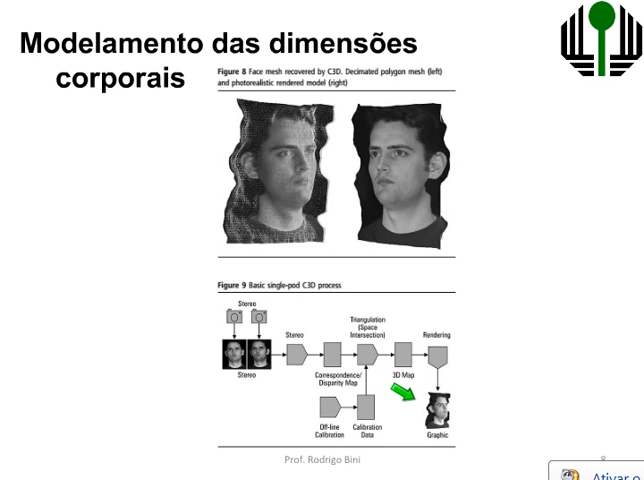 Modelamento das dimensões
corporais
Figure 8 Face mesh recovered by C3D. Decimated polygon mesh (left)
and photorealistic rendered model (right)
Figure 9 Basic single-pod C3D process
Stereo
Triangulation
(Space
Intersection)
Stereo
Rendering
Stereo
Correspondence/
Disparity Map
3D Map
Off-line
Calibration
Calibration
Data
Graphic
Prof. Rodrigo Bini
Ativar o